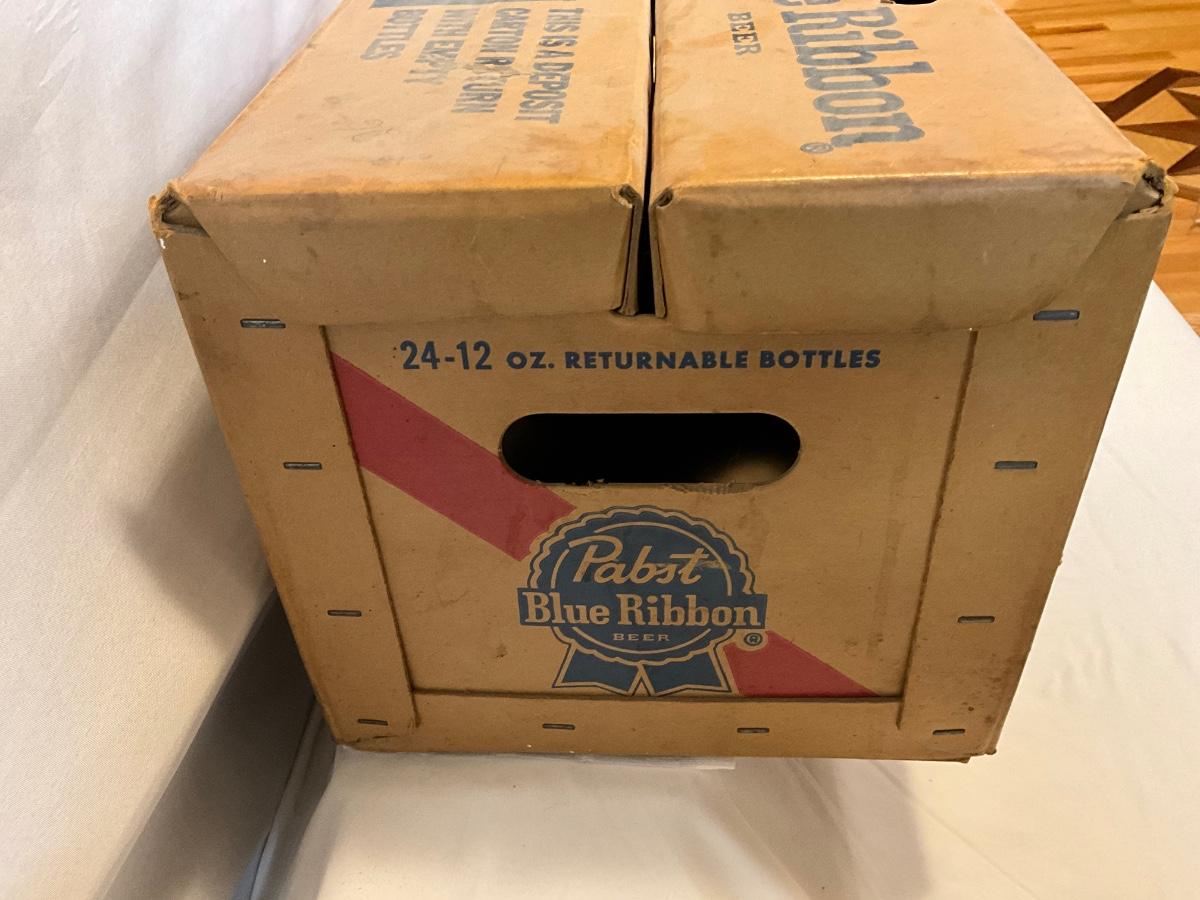 THIS IS A DEPOSIT
CARTON RETURN
WITH EMPTY
BOTTLES
Ribbon®
BEER
24-12 OZ. RETURNABLE BOTTLES
Pabst
Blue Ribbon
BEER
®